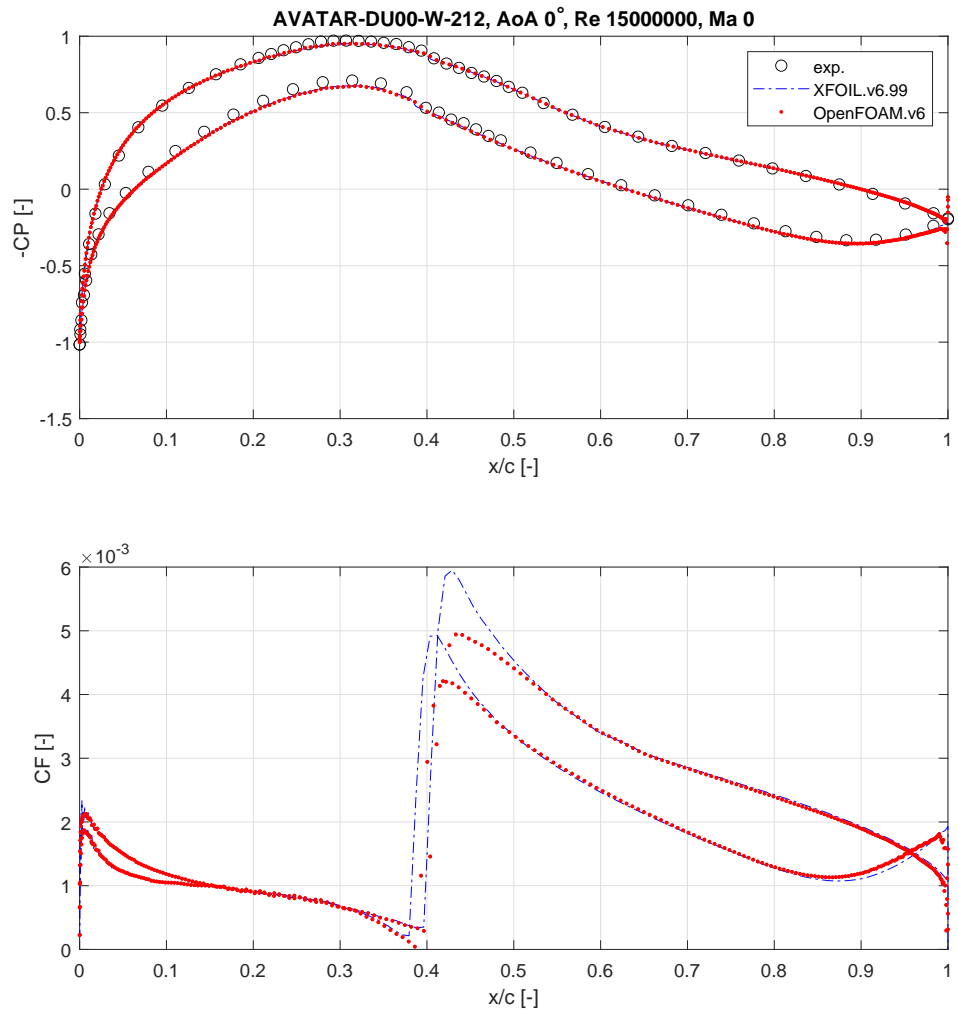 AVATAR-DU00-W-212, AoA 0°, Re 15000000, Ma 0
1
0.5
0
-0.5
-1
-1.5
-CP [-]
exp.
XFOIL.v6.99
OpenFOAM.v6
0 0.1 0.2 0.3 0.4 0.5 0.6 0.7 0.8 0.9 1
x/c [-]
×10⁻³
6
5
4
3
2
1
0
CF [-]
0 0.1 0.2 0.3 0.4 0.5 0.6 0.7 0.8 0.9 1
x/c [-]